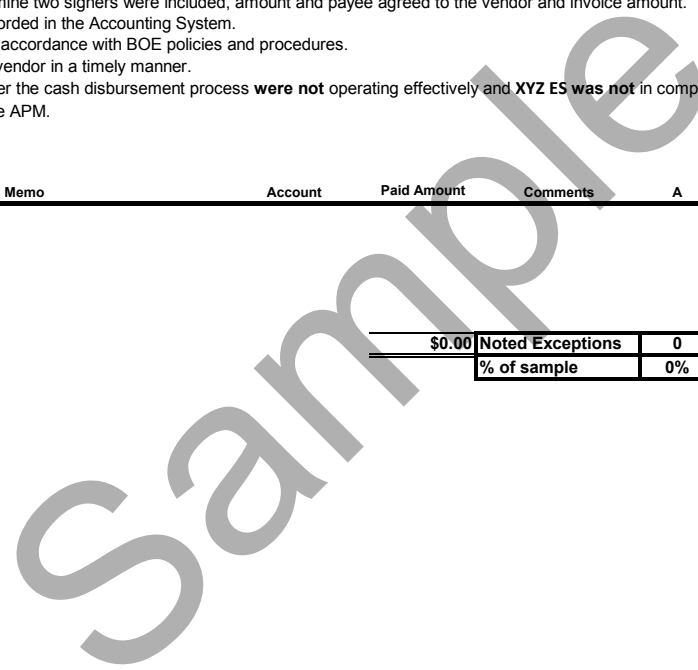 mine two signers were included, amount and payee agreed to the vendor and invoice amount.
orded in the Accounting System.
accordance with BOE policies and procedures.
vendor in a timely manner.
er the cash disbursement process were not operating effectively and XYZ ES was not in comp
e APM.
Memo Account Paid Amount Comments A
$0.00 Noted Exceptions 0
% of sample 0%
Sample